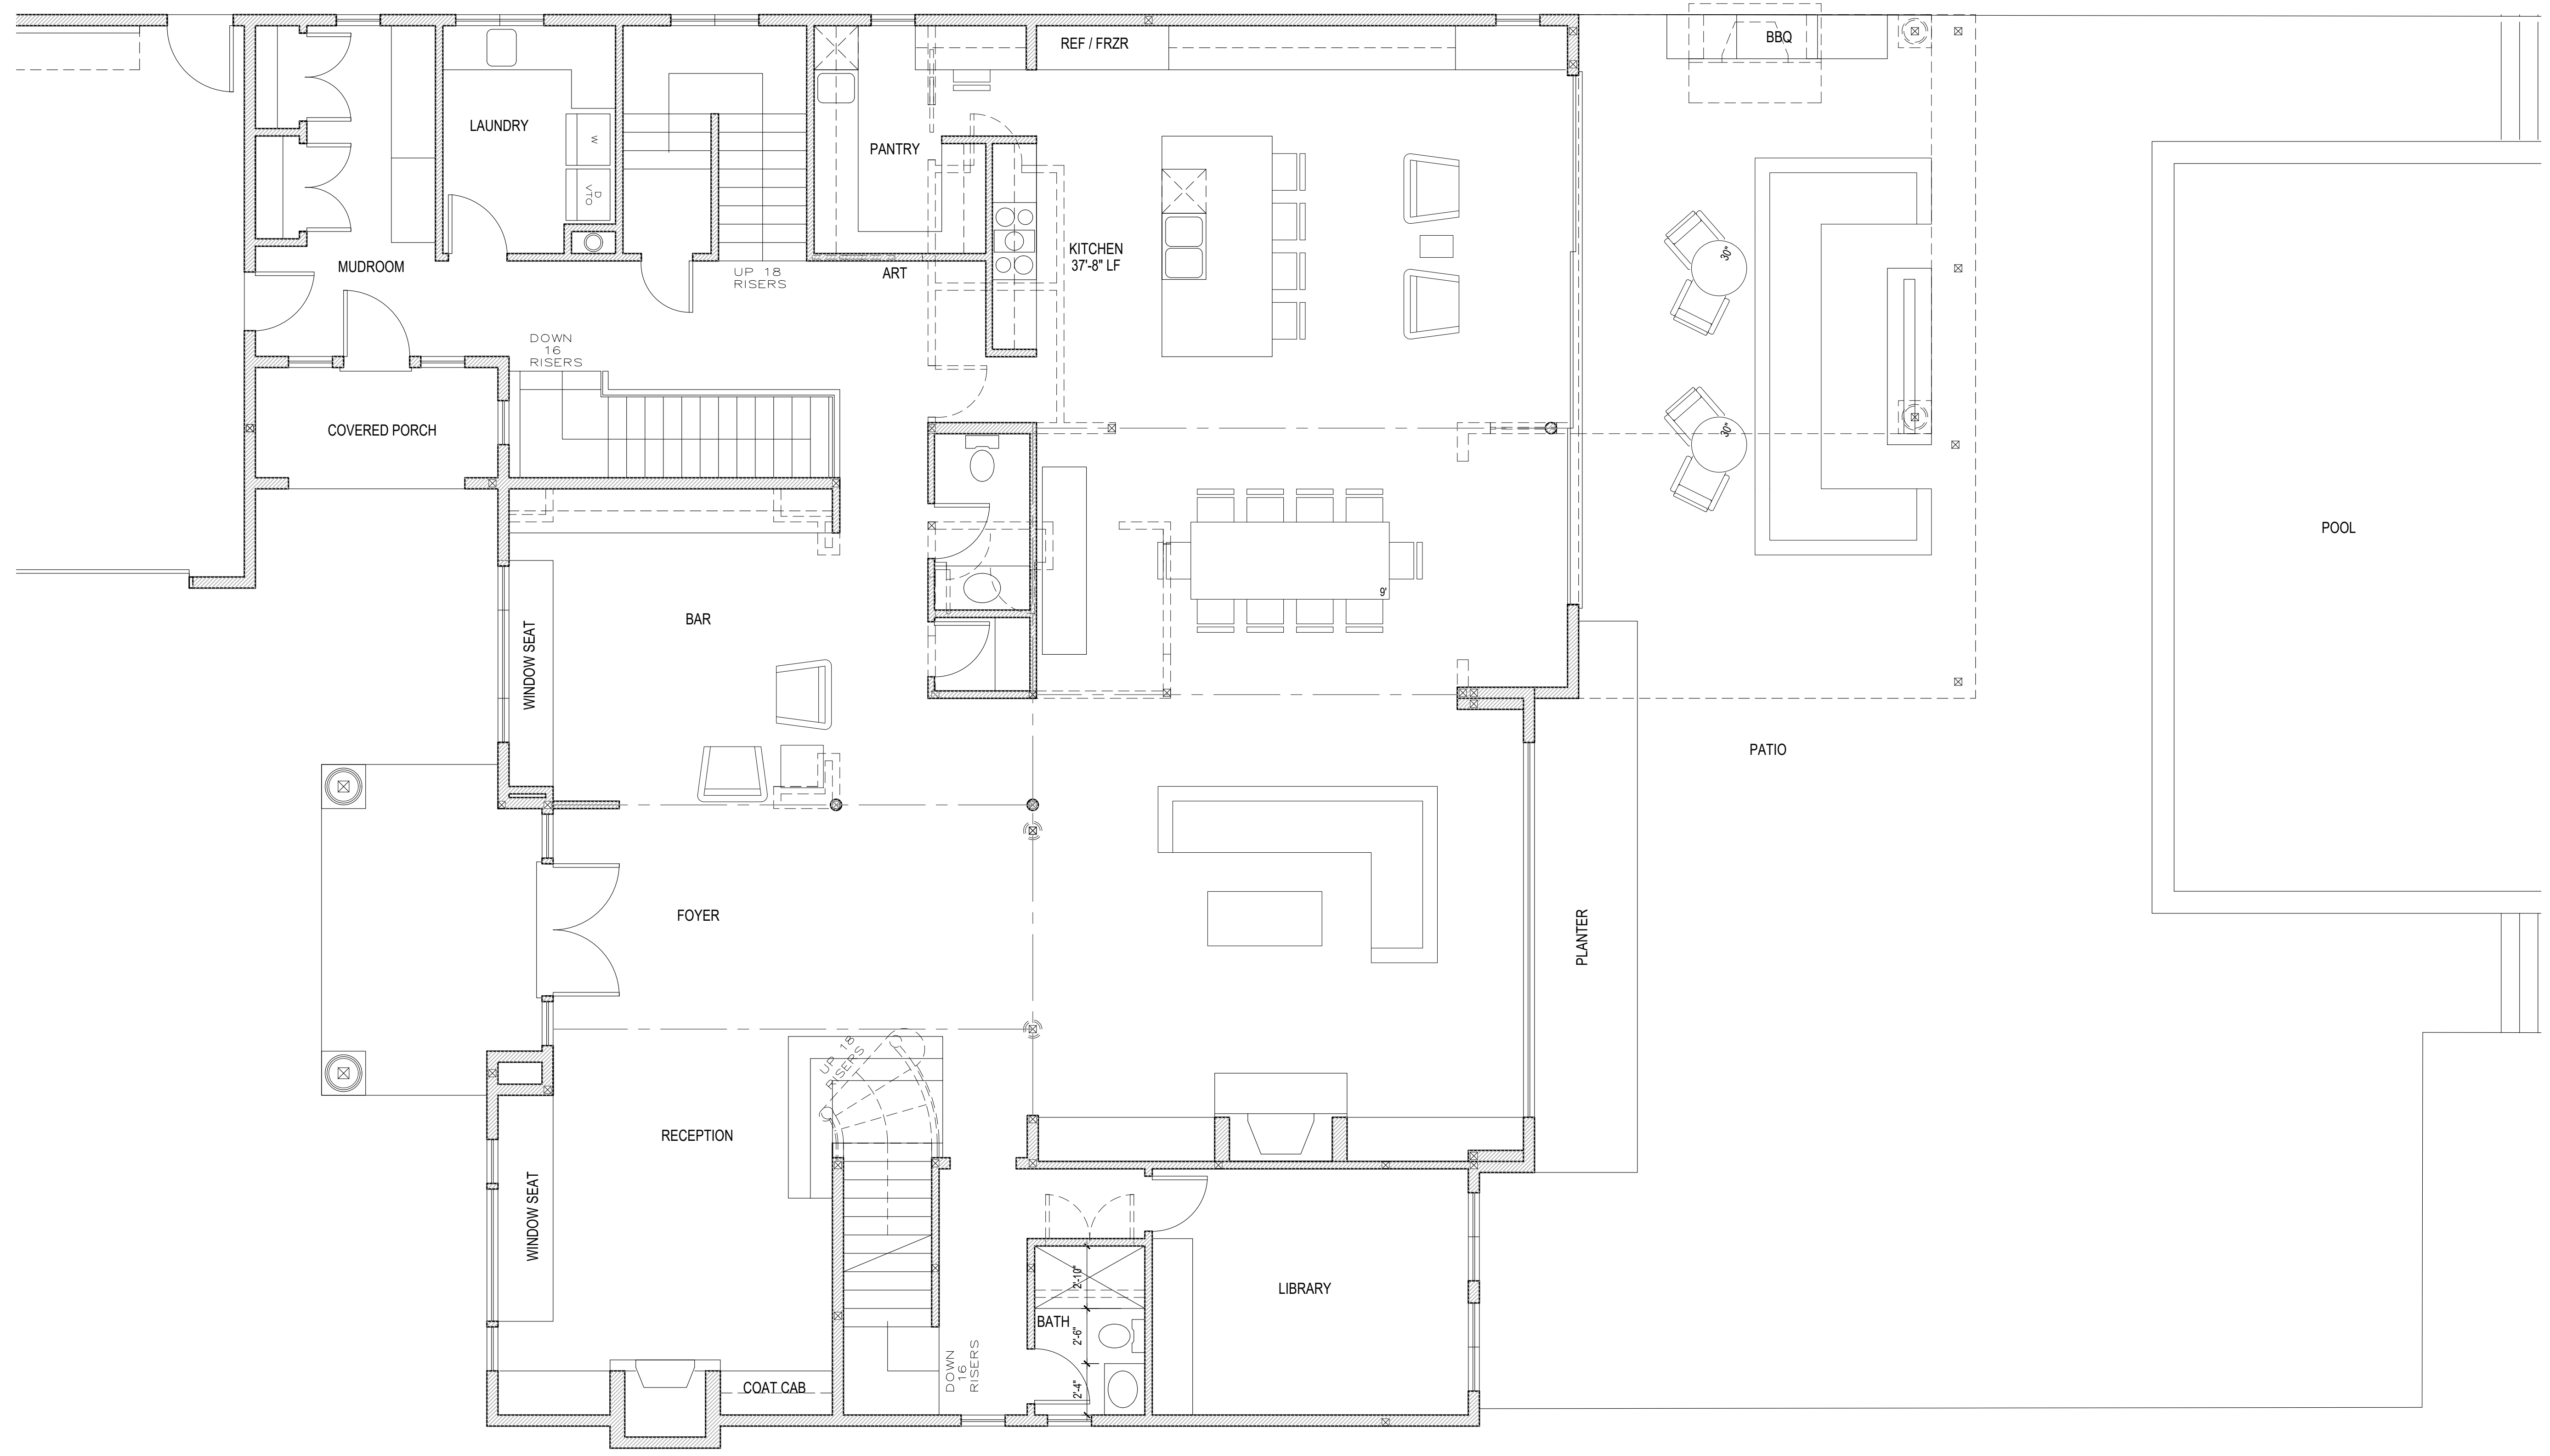 REF / FRZR
BBQ
LAUNDRY
W
D
VTO
PANTRY
KITCHEN
37'-8" LF
30"
MUDROOM
UP 18
RISERS
ART
DOWN
16
RISERS
COVERED PORCH
30"
POOL
9'
BAR
WINDOW SEAT
PATIO
FOYER
PLANTER
UP 18
RISERS
RECEPTION
WINDOW SEAT
2'-10"
LIBRARY
BATH
2'-6"
DOWN
16
RISERS
2'-4"
COAT CAB